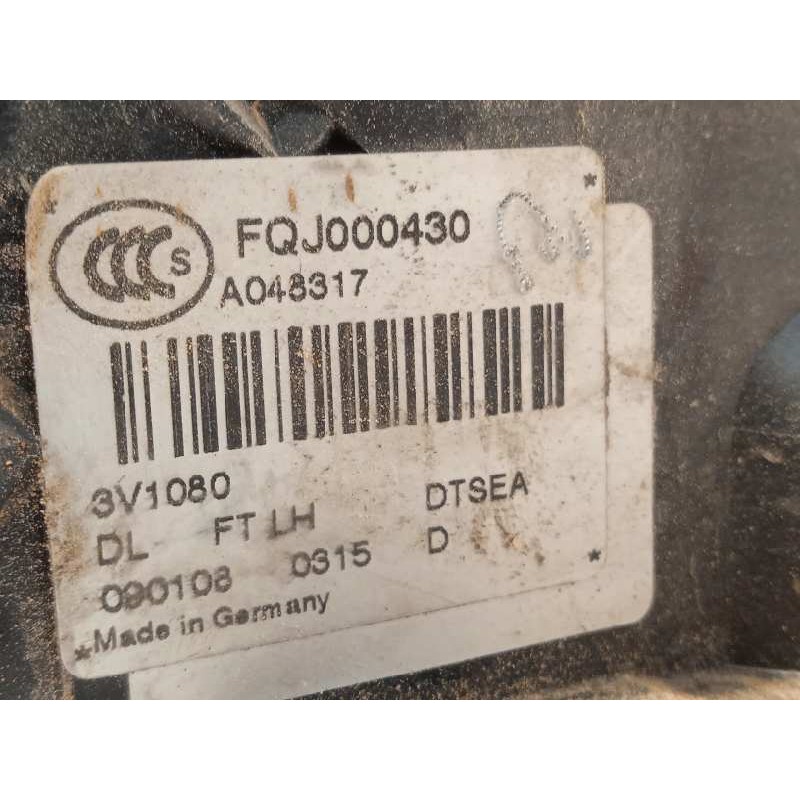 CCC S
FQJ000430
A048317
3V1080 DTSEA
DL FT LH
090108 0315 D
*Made in Germany